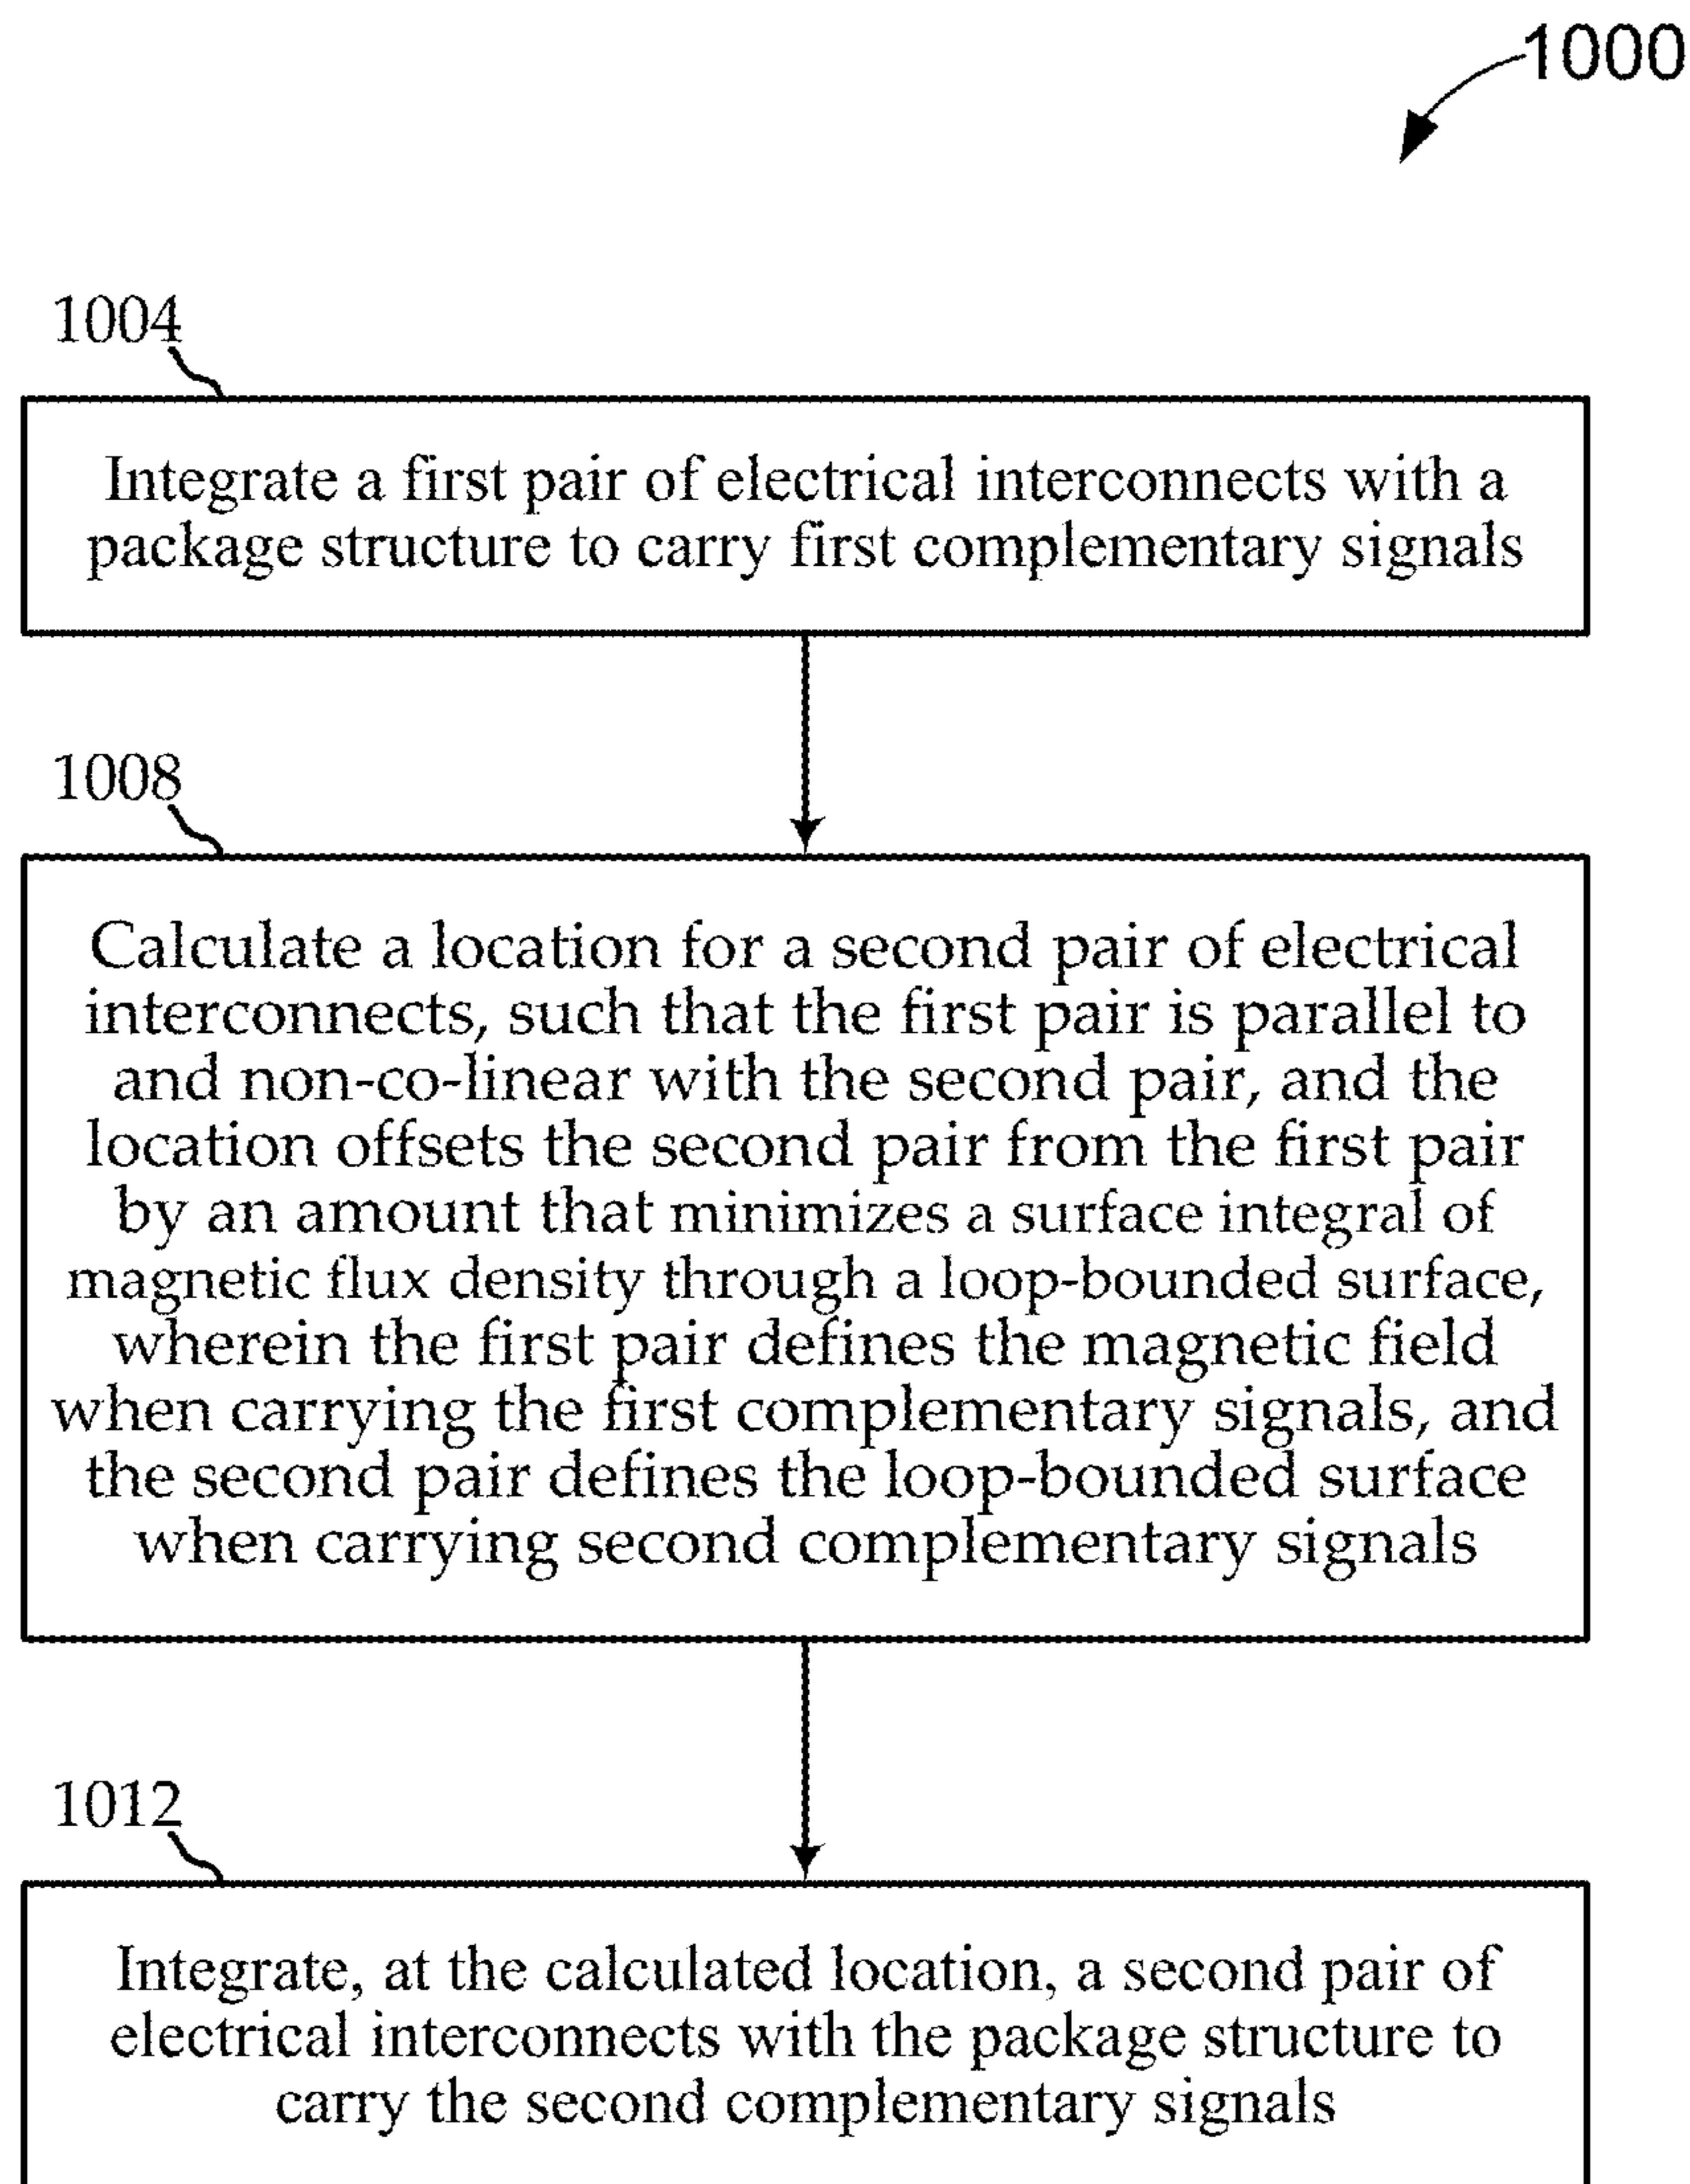 1000
1004
Integrate a first pair of electrical interconnects with a
package structure to carry first complementary signals
1008
Calculate a location for a second pair of electrical
interconnects, such that the first pair is parallel to
and non-co-linear with the second pair, and the
location offsets the second pair from the first pair
by an amount that minimizes a surface integral of
magnetic flux density through a loop-bounded surface,
wherein the first pair defines the magnetic field
when carrying the first complementary signals, and
the second pair defines the loop-bounded surface
when carrying second complementary signals
1012
Integrate, at the calculated location, a second pair of
electrical interconnects with the package structure to
carry the second complementary signals